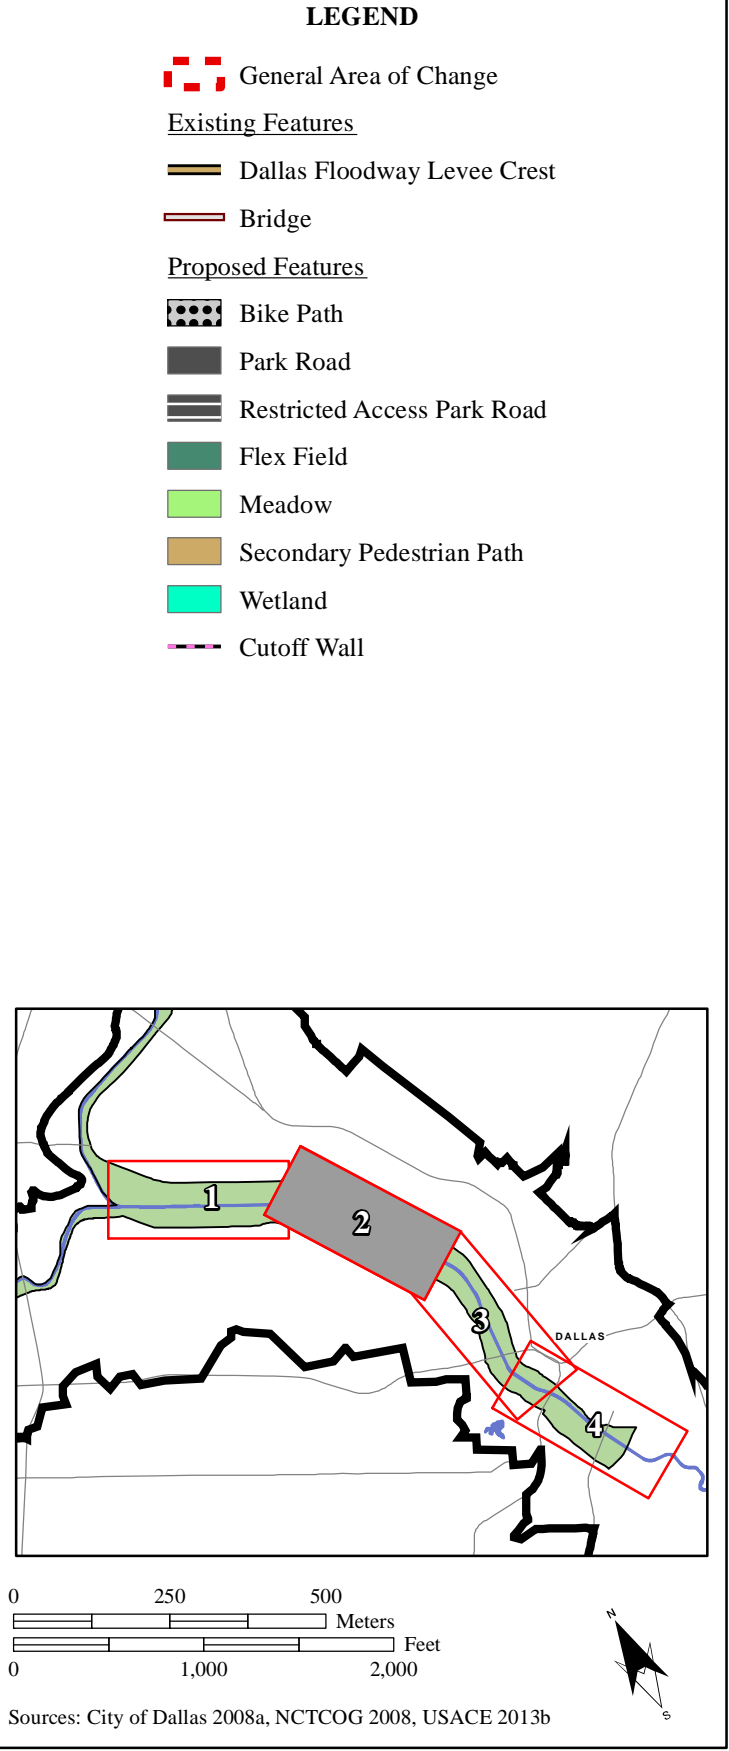 LEGEND
General Area of Change
Existing Features
Dallas Floodway Levee Crest
Bridge
Proposed Features
Bike Path
Park Road
Restricted Access Park Road
Flex Field
Meadow
Secondary Pedestrian Path
Wetland
Cutoff Wall
1
2
3
DALLAS
4
0 250 500
Meters
Feet
0 1,000 2,000
N
S
Sources: City of Dallas 2008a, NCTCOG 2008, USACE 2013b